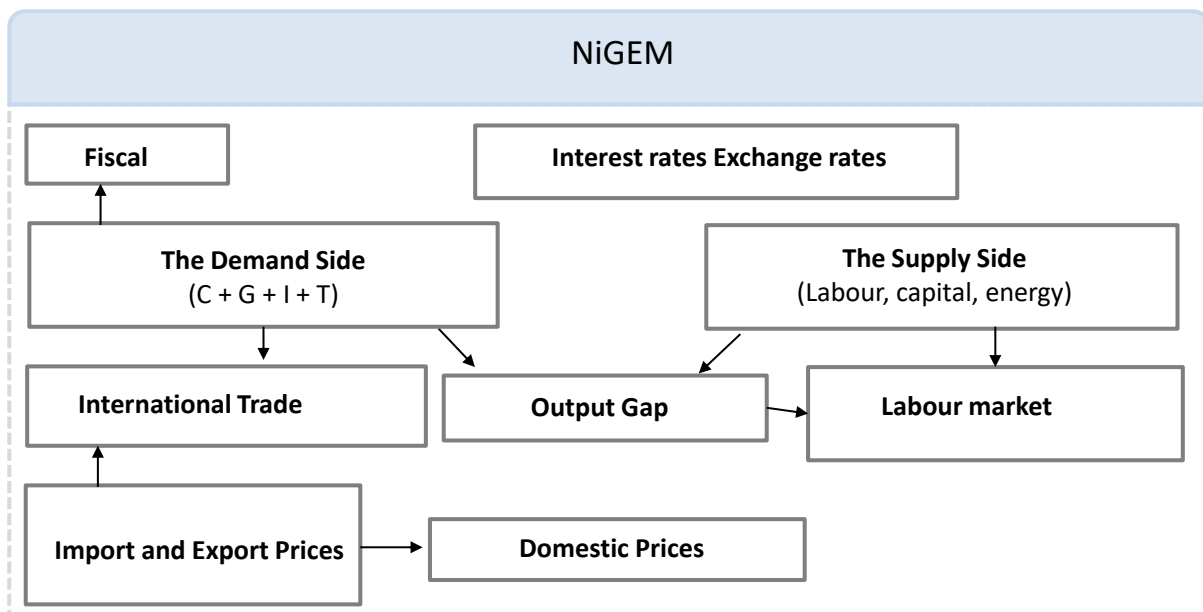 NiGEM
Fiscal
Interest rates Exchange rates
The Demand Side
(C + G + I + T)
The Supply Side
(Labour, capital, energy)
International Trade
Output Gap
Labour market
Import and Export Prices
Domestic Prices